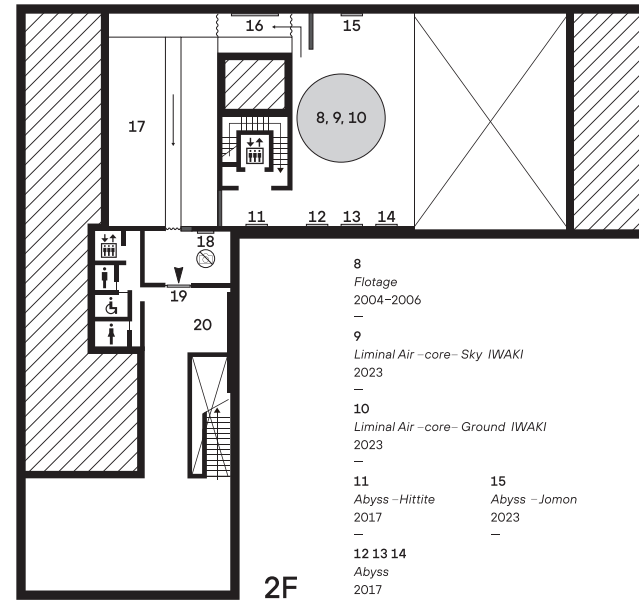 16
15
17
8, 9, 10
11
12
13
14
18
19
20
8
Flotage
2004–2006
—
9
Liminal Air –core– Sky IWAKI
2023
—
10
Liminal Air –core– Ground IWAKI
2023
—
11
Abyss –Hittite
2017
—
15
Abyss –Jomon
2023
—
12 13 14
Abyss
2017
2F